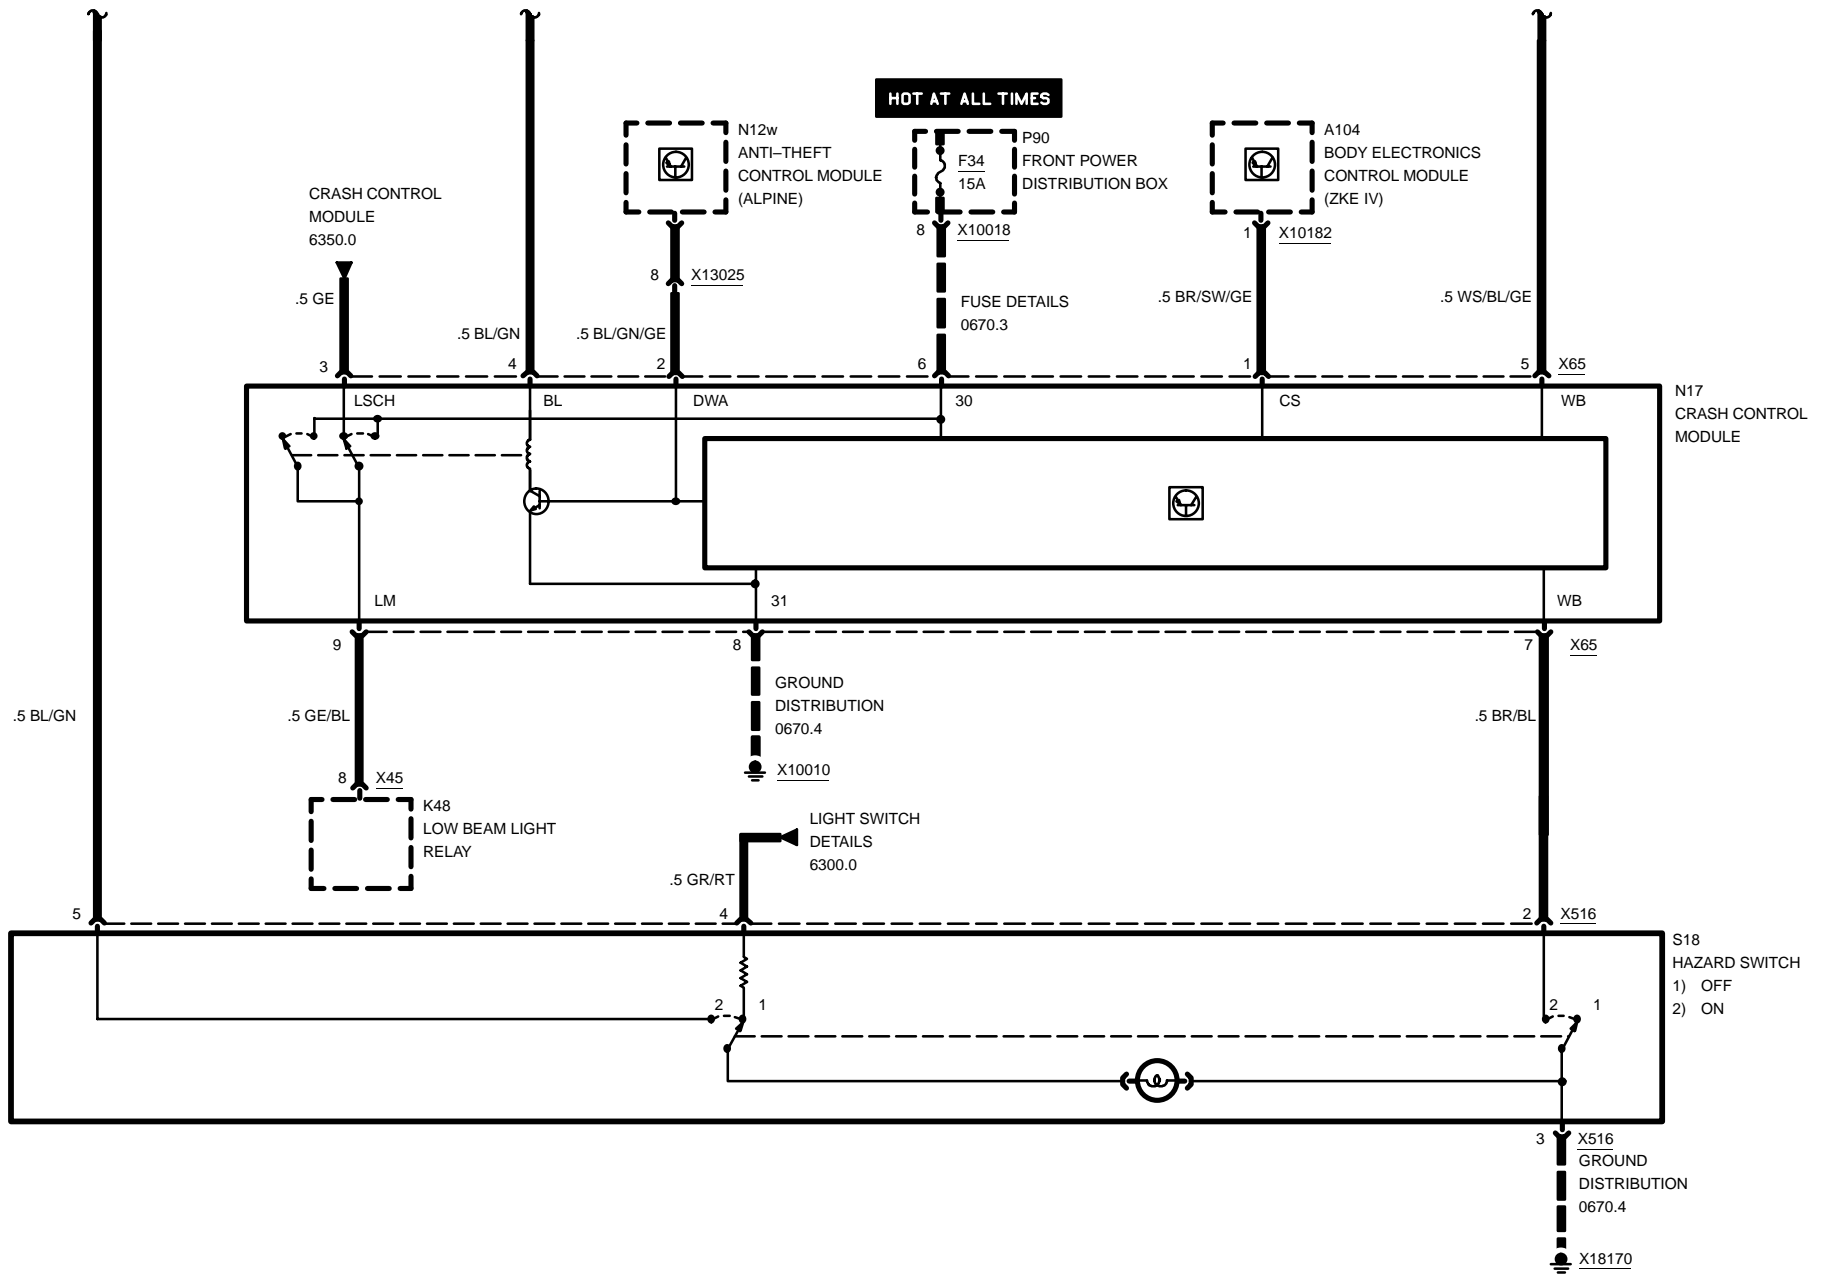 HOT AT ALL TIMES
N12w
ANTI–THEFT
CONTROL MODULE
(ALPINE)
F34
15A
P90
FRONT POWER
DISTRIBUTION BOX
A104
BODY ELECTRONICS
CONTROL MODULE
(ZKE IV)
CRASH CONTROL
MODULE
6350.0
8 X10018
1 X10182
8 X13025
.5 GE
.5 BL/GN
.5 BL/GN/GE
FUSE DETAILS
0670.3
.5 BR/SW/GE
.5 WS/BL/GE
3
4
2
6
1
5
X65
LSCH
BL
DWA
30
CS
WB
N17
CRASH CONTROL
MODULE
LM
31
WB
9
8
7
X65
.5 BL/GN
.5 GE/BL
GROUND
DISTRIBUTION
0670.4
X10010
.5 BR/BL
8 X45
K48
LOW BEAM LIGHT
RELAY
LIGHT SWITCH
DETAILS
6300.0
.5 GR/RT
5
4
2
X516
S18
HAZARD SWITCH
1) OFF
2) ON
2
1
2
1
3 X516
GROUND
DISTRIBUTION
0670.4
X18170